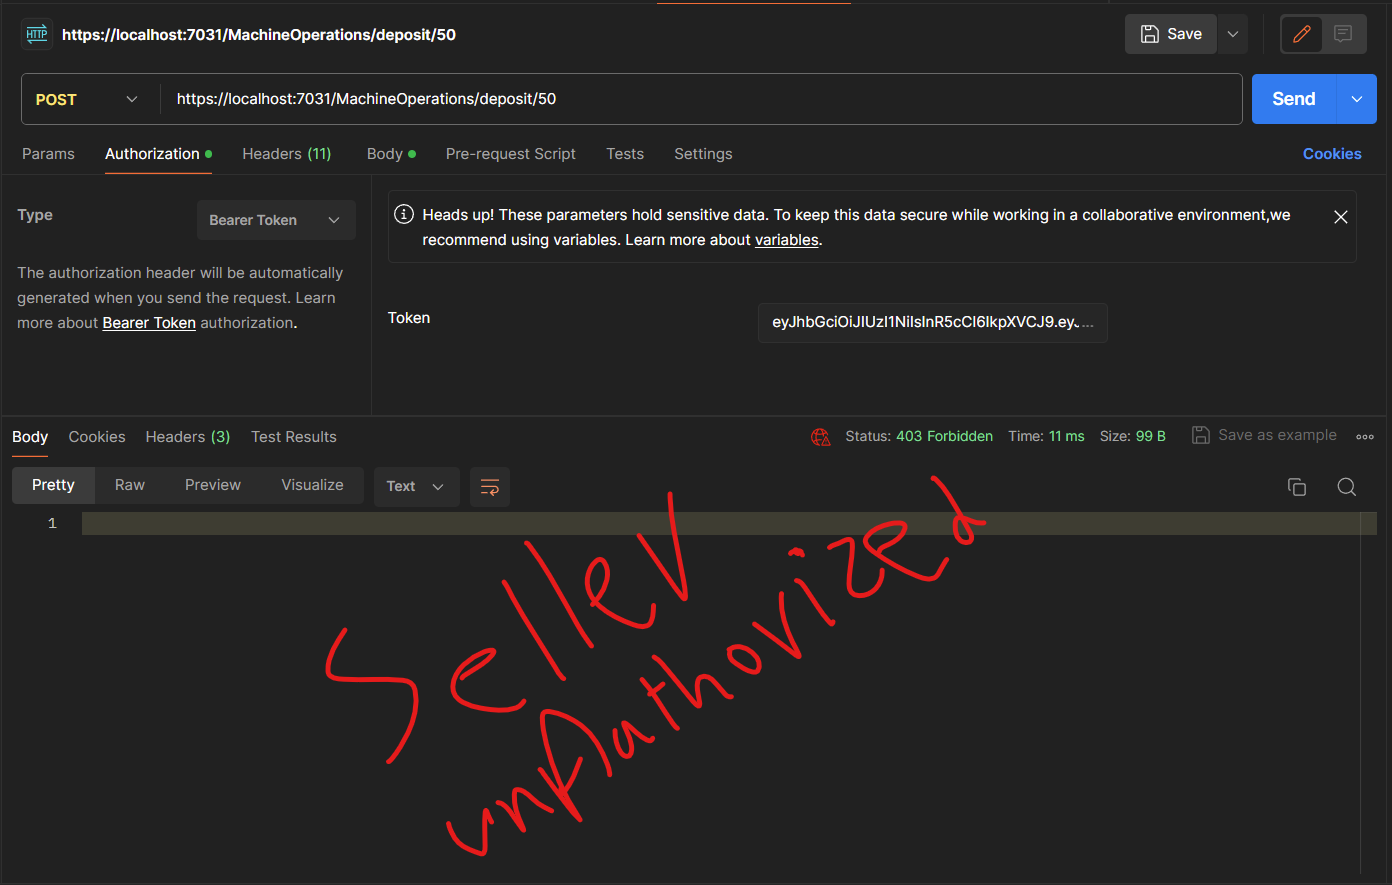 HTTP
https://localhost:7031/MachineOperations/deposit/50
Save
POST
https://localhost:7031/MachineOperations/deposit/50
Send
Params
Authorization
Headers (11)
Body
Pre-request Script
Tests
Settings
Cookies
Type
Bearer Token
The authorization header will be automatically
generated when you send the request. Learn
more about Bearer Token authorization.
Heads up! These parameters hold sensitive data. To keep this data secure while working in a collaborative environment,we
recommend using variables. Learn more about variables.
Token
eyJhbGciOiJIUzI1NiIsInR5cCI6IkpXVCJ9.eyJ...
Body
Cookies
Headers (3)
Test Results
Status: 403 Forbidden
Time: 11 ms
Size: 99 B
Save as example
Pretty
Raw
Preview
Visualize
Text
1
Seller
unAuthorized